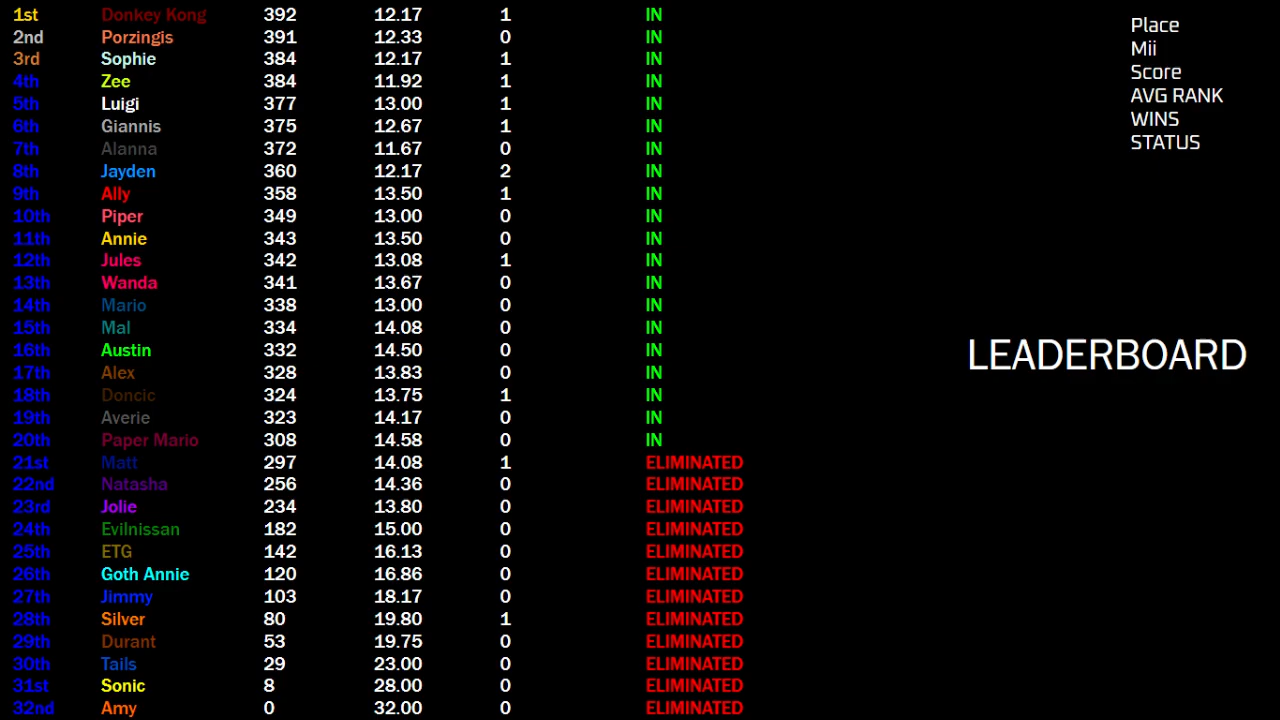 1st Donkey Kong 392 12.17 1 IN
2nd Porzingis 391 12.33 0 IN
3rd Sophie 384 12.17 1 IN
4th Zee 384 11.92 1 IN
5th Luigi 377 13.00 1 IN
6th Giannis 375 12.67 1 IN
7th Alanna 372 11.67 0 IN
8th Jayden 360 12.17 2 IN
9th Ally 358 13.50 1 IN
10th Piper 349 13.00 0 IN
11th Annie 343 13.50 0 IN
12th Jules 342 13.08 1 IN
13th Wanda 341 13.67 0 IN
14th Mario 338 13.00 0 IN
15th Mal 334 14.08 0 IN
16th Austin 332 14.50 0 IN
17th Alex 328 13.83 0 IN
18th Doncic 324 13.75 1 IN
19th Averie 323 14.17 0 IN
20th Paper Mario 308 14.58 0 IN
21st Matt 297 14.08 1 ELIMINATED
22nd Natasha 256 14.36 0 ELIMINATED
23rd Jolie 234 13.80 0 ELIMINATED
24th Evilnissan 182 15.00 0 ELIMINATED
25th ETG 142 16.13 0 ELIMINATED
26th Goth Annie 120 16.86 0 ELIMINATED
27th Jimmy 103 18.17 0 ELIMINATED
28th Silver 80 19.80 1 ELIMINATED
29th Durant 53 19.75 0 ELIMINATED
30th Tails 29 23.00 0 ELIMINATED
31st Sonic 8 28.00 0 ELIMINATED
32nd Amy 0 32.00 0 ELIMINATED
Place
Mii
Score
AVG RANK
WINS
STATUS
LEADERBOARD